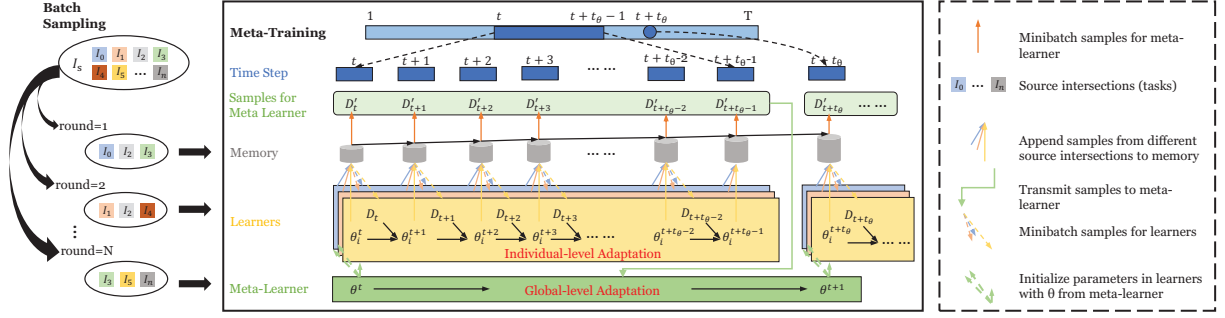 Batch
Sampling
I_s
I_0 I_1 I_2 I_3
I_4 I_5 ... I_n
round=1
I_0 I_2 I_3
round=2
I_1 I_2 I_4
⋮
round=N
I_3 I_5 I_n
Meta-Training
1 t t + t_θ − 1 t + t_θ T
Time Step
t t + 1 t + 2 t + 3 ... ... t + t_θ−2 t + t_θ−1 t + t_θ
Samples for
Meta Learner
D'_t D'_{t+1} D'_{t+2} D'_{t+3} D'_{t+t_θ−2} D'_{t+t_θ−1} D'_{t+t_θ} ... ...
Memory
... ...
Learners
D_t D_{t+1} D_{t+2} D_{t+3} D_{t+t_θ−2} D_{t+t_θ}
θ_i^t θ_i^{t+1} θ_i^{t+2} θ_i^{t+3} ... ... θ_i^{t+t_θ−2} θ_i^{t+t_θ−1} θ_i^{t+t_θ} ... ...
Individual-level Adaptation
Meta-Learner
θ^t Global-level Adaptation θ^{t+1}
Minibatch samples for meta-
learner
I_0 ... I_n Source intersections (tasks)
Append samples from different
source intersections to memory
Transmit samples to meta-
learner
Minibatch samples for learners
Initialize parameters in learners
with θ from meta-learner